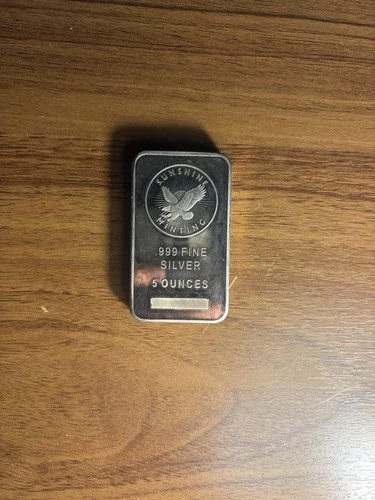 SUNSHINE
MINTING
.999 FINE
SILVER
5 OUNCES